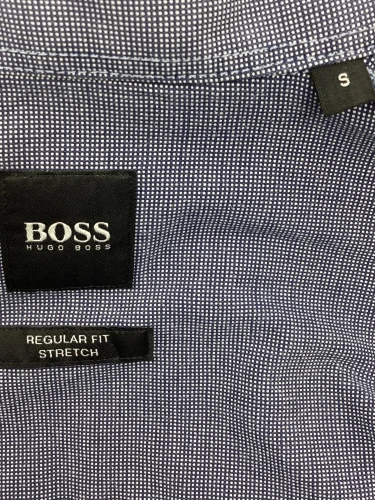 S
BOSS
HUGO BOSS
REGULAR FIT
STRETCH